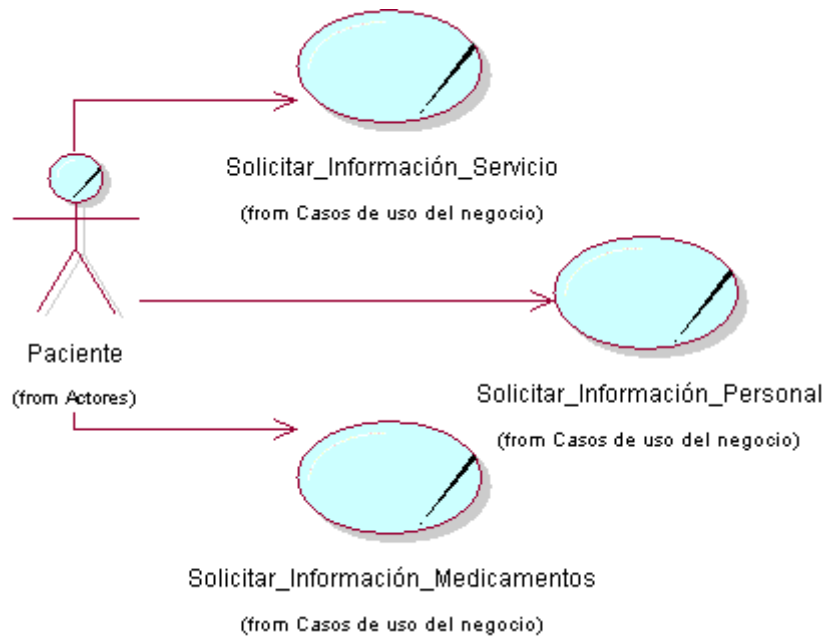 Solicitar_Información_Servicio
(from Casos de uso del negocio)
Paciente
(from Actores)
Solicitar_Información_Personal
(from Casos de uso del negocio)
Solicitar_Información_Medicamentos
(from Casos de uso del negocio)